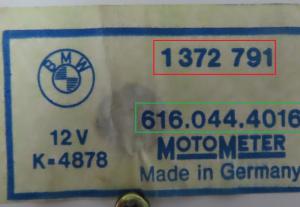 BMW
1 372 791
616.044.4016
12 V
K=4878
MOTOMETER
Made in Germany